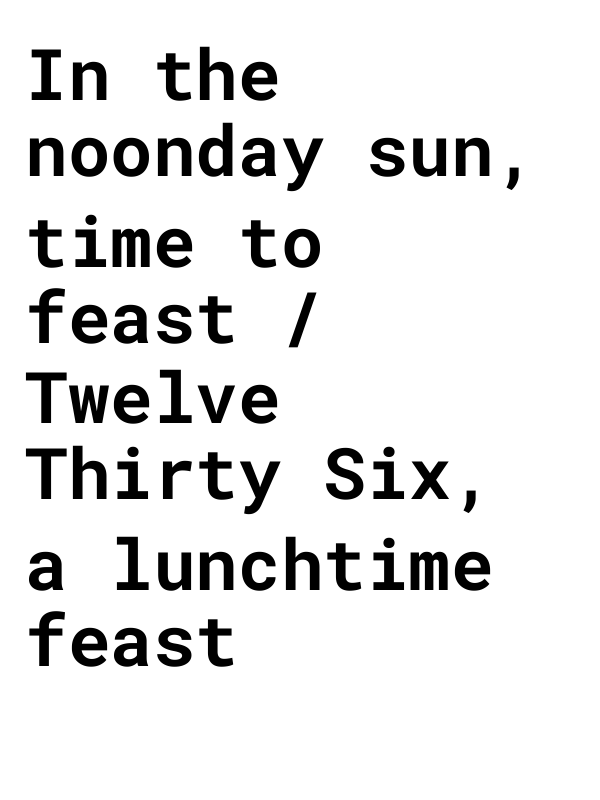 In the
noonday sun,
time to
feast /
Twelve
Thirty Six,
a lunchtime
feast